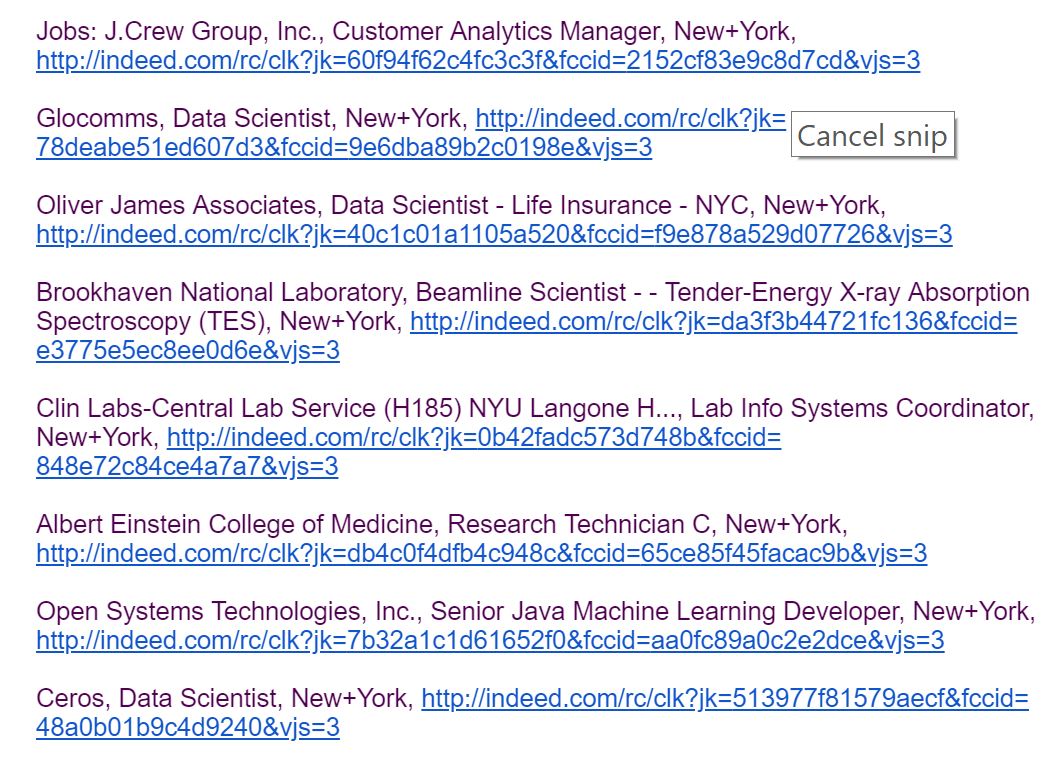 Jobs: J.Crew Group, Inc., Customer Analytics Manager, New+York,
http://indeed.com/rc/clk?jk=60f94f62c4fc3c3f&fccid=2152cf83e9c8d7cd&vjs=3
Glocomms, Data Scientist, New+York, http://indeed.com/rc/clk?jk=
78deabe51ed607d3&fccid=9e6dba89b2c0198e&vjs=3
Cancel snip
Oliver James Associates, Data Scientist - Life Insurance - NYC, New+York,
http://indeed.com/rc/clk?jk=40c1c01a1105a520&fccid=f9e878a529d07726&vjs=3
Brookhaven National Laboratory, Beamline Scientist - - Tender-Energy X-ray Absorption
Spectroscopy (TES), New+York, http://indeed.com/rc/clk?jk=da3f3b44721fc136&fccid=
e3775e5ec8ee0d6e&vjs=3
Clin Labs-Central Lab Service (H185) NYU Langone H..., Lab Info Systems Coordinator,
New+York, http://indeed.com/rc/clk?jk=0b42fadc573d748b&fccid=
848e72c84ce4a7a7&vjs=3
Albert Einstein College of Medicine, Research Technician C, New+York,
http://indeed.com/rc/clk?jk=db4c0f4dfb4c948c&fccid=65ce85f45facac9b&vjs=3
Open Systems Technologies, Inc., Senior Java Machine Learning Developer, New+York,
http://indeed.com/rc/clk?jk=7b32a1c1d61652f0&fccid=aa0fc89a0c2e2dce&vjs=3
Ceros, Data Scientist, New+York, http://indeed.com/rc/clk?jk=513977f81579aecf&fccid=
48a0b01b9c4d9240&vjs=3